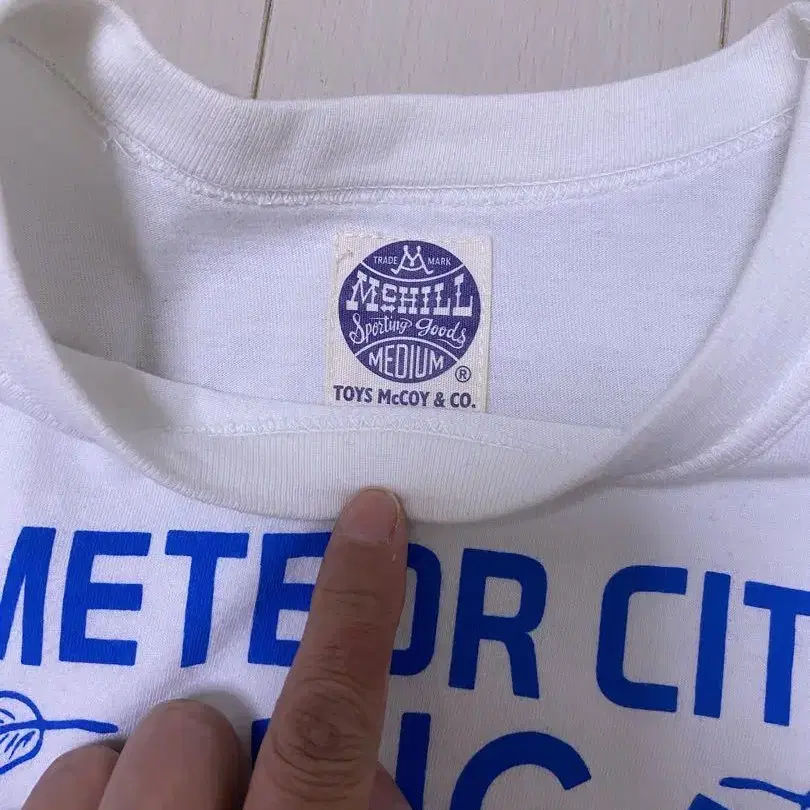 TRADE M MARK
McHILL
Sporting goods
MEDIUM
®
TOYS McCOY & CO.
METEOR CIT